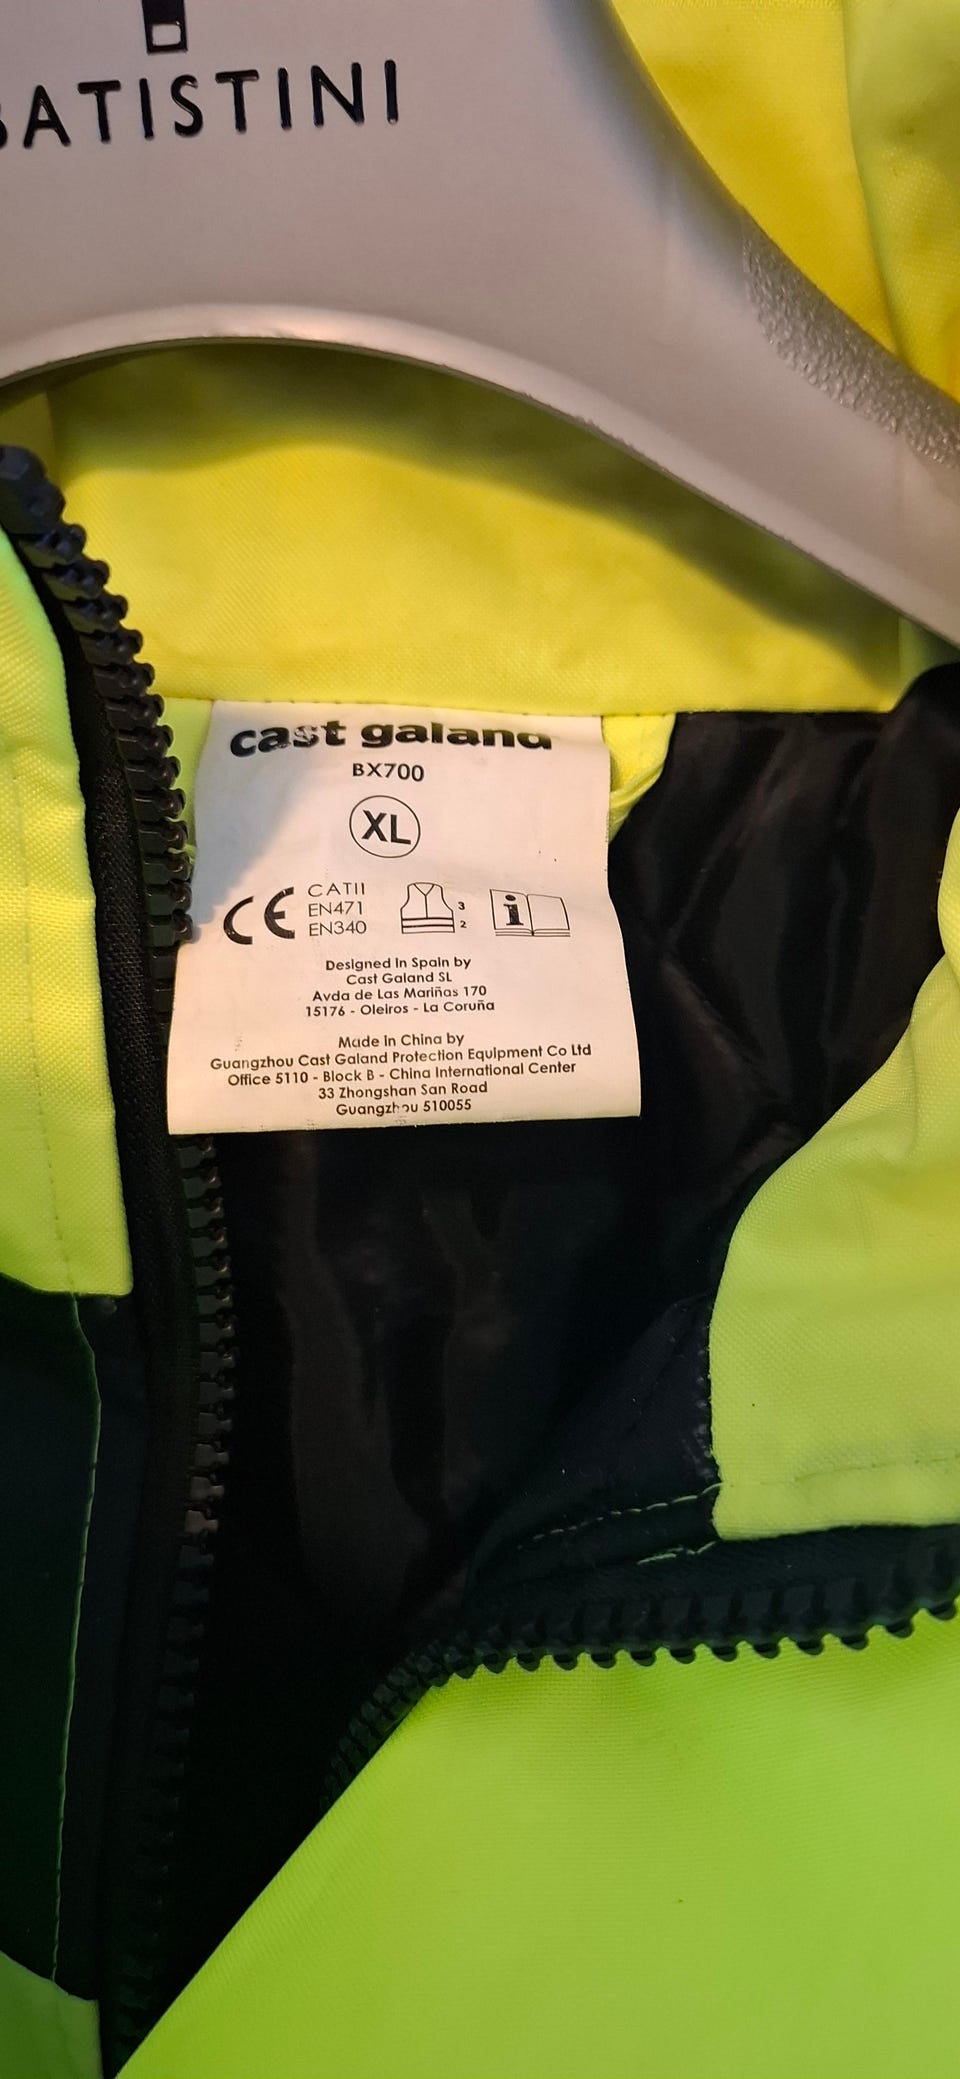 BATISTINI
cast galand
BX700
XL
CE
CATII
EN471
EN340
3
2
i
Designed In Spain by
Cast Galand SL
Avda de Las Mariñas 170
15176 - Oleiros - La Coruña
Made in China by
Guangzhou Cast Galand Protection Equipment Co Ltd
Office 5110 - Block B - China International Center
33 Zhongshan San Road
Guangzhou 510055